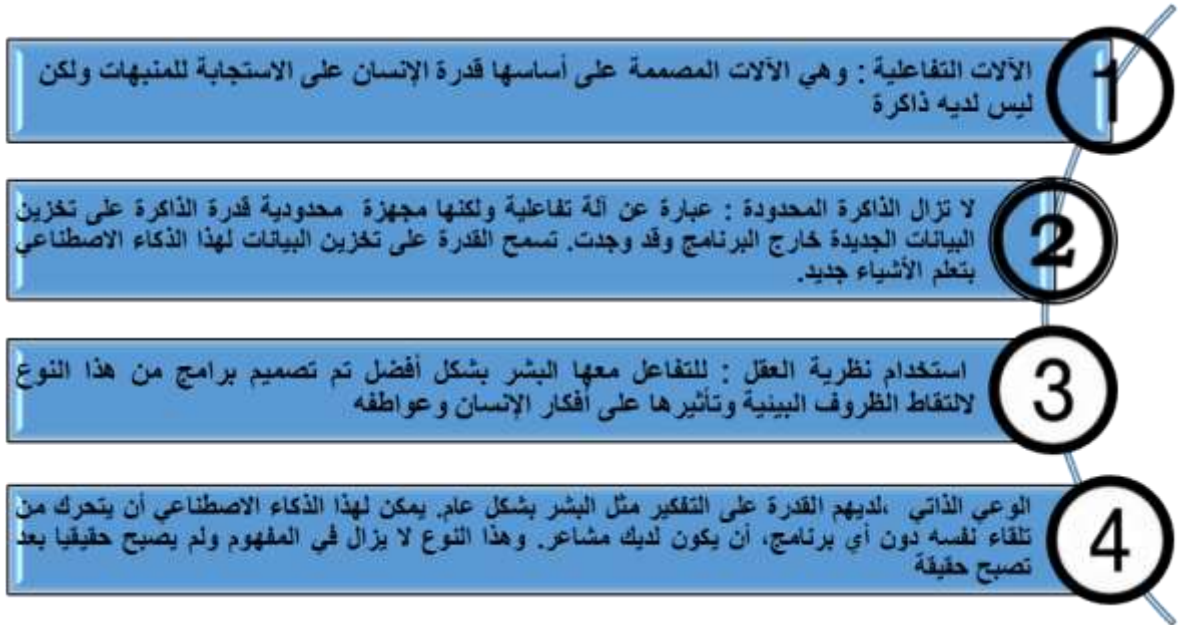 1
الآلات التفاعلية : وهي الآلات المصممة على أساسها قدرة الإنسان على الاستجابة للمنبهات ولكن
ليس لديه ذاكرة
2
لا تزال الذاكرة المحدودة : عبارة عن آلة تفاعلية ولكنها مجهزة محدودية قدرة الذاكرة على تخزين
البيانات الجديدة خارج البرنامج وقد وجدت. تسمح القدرة على تخزين البيانات لهذا الذكاء الاصطناعي
بتعلم الأشياء جديد.
3
استخدام نظرية العقل : للتفاعل معها البشر بشكل أفضل تم تصميم برامج من هذا النوع
لالتقاط الظروف البيئية وتأثيرها على أفكار الإنسان وعواطفه
4
الوعي الذاتي ،لديهم القدرة على التفكير مثل البشر بشكل عام. يمكن لهذا الذكاء الاصطناعي أن يتحرك من
تلقاء نفسه دون أي برنامج، أن يكون لديك مشاعر. وهذا النوع لا يزال في المفهوم ولم يصبح حقيقيا بعد
تصبح حقيقة